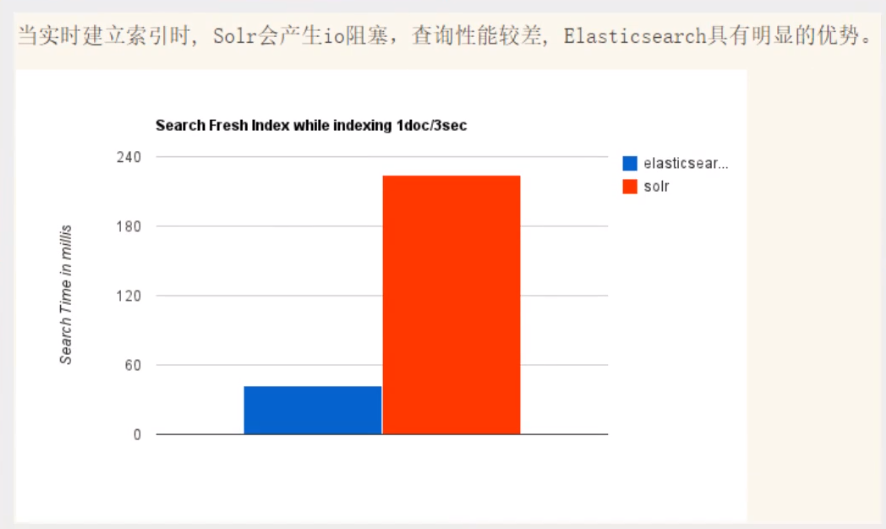 当实时建立索引时, Solr会产生io阻塞，查询性能较差, Elasticsearch具有明显的优势。
Search Fresh Index while indexing 1doc/3sec
240
180
120
60
0
Search Time in millis
elasticsear...
solr